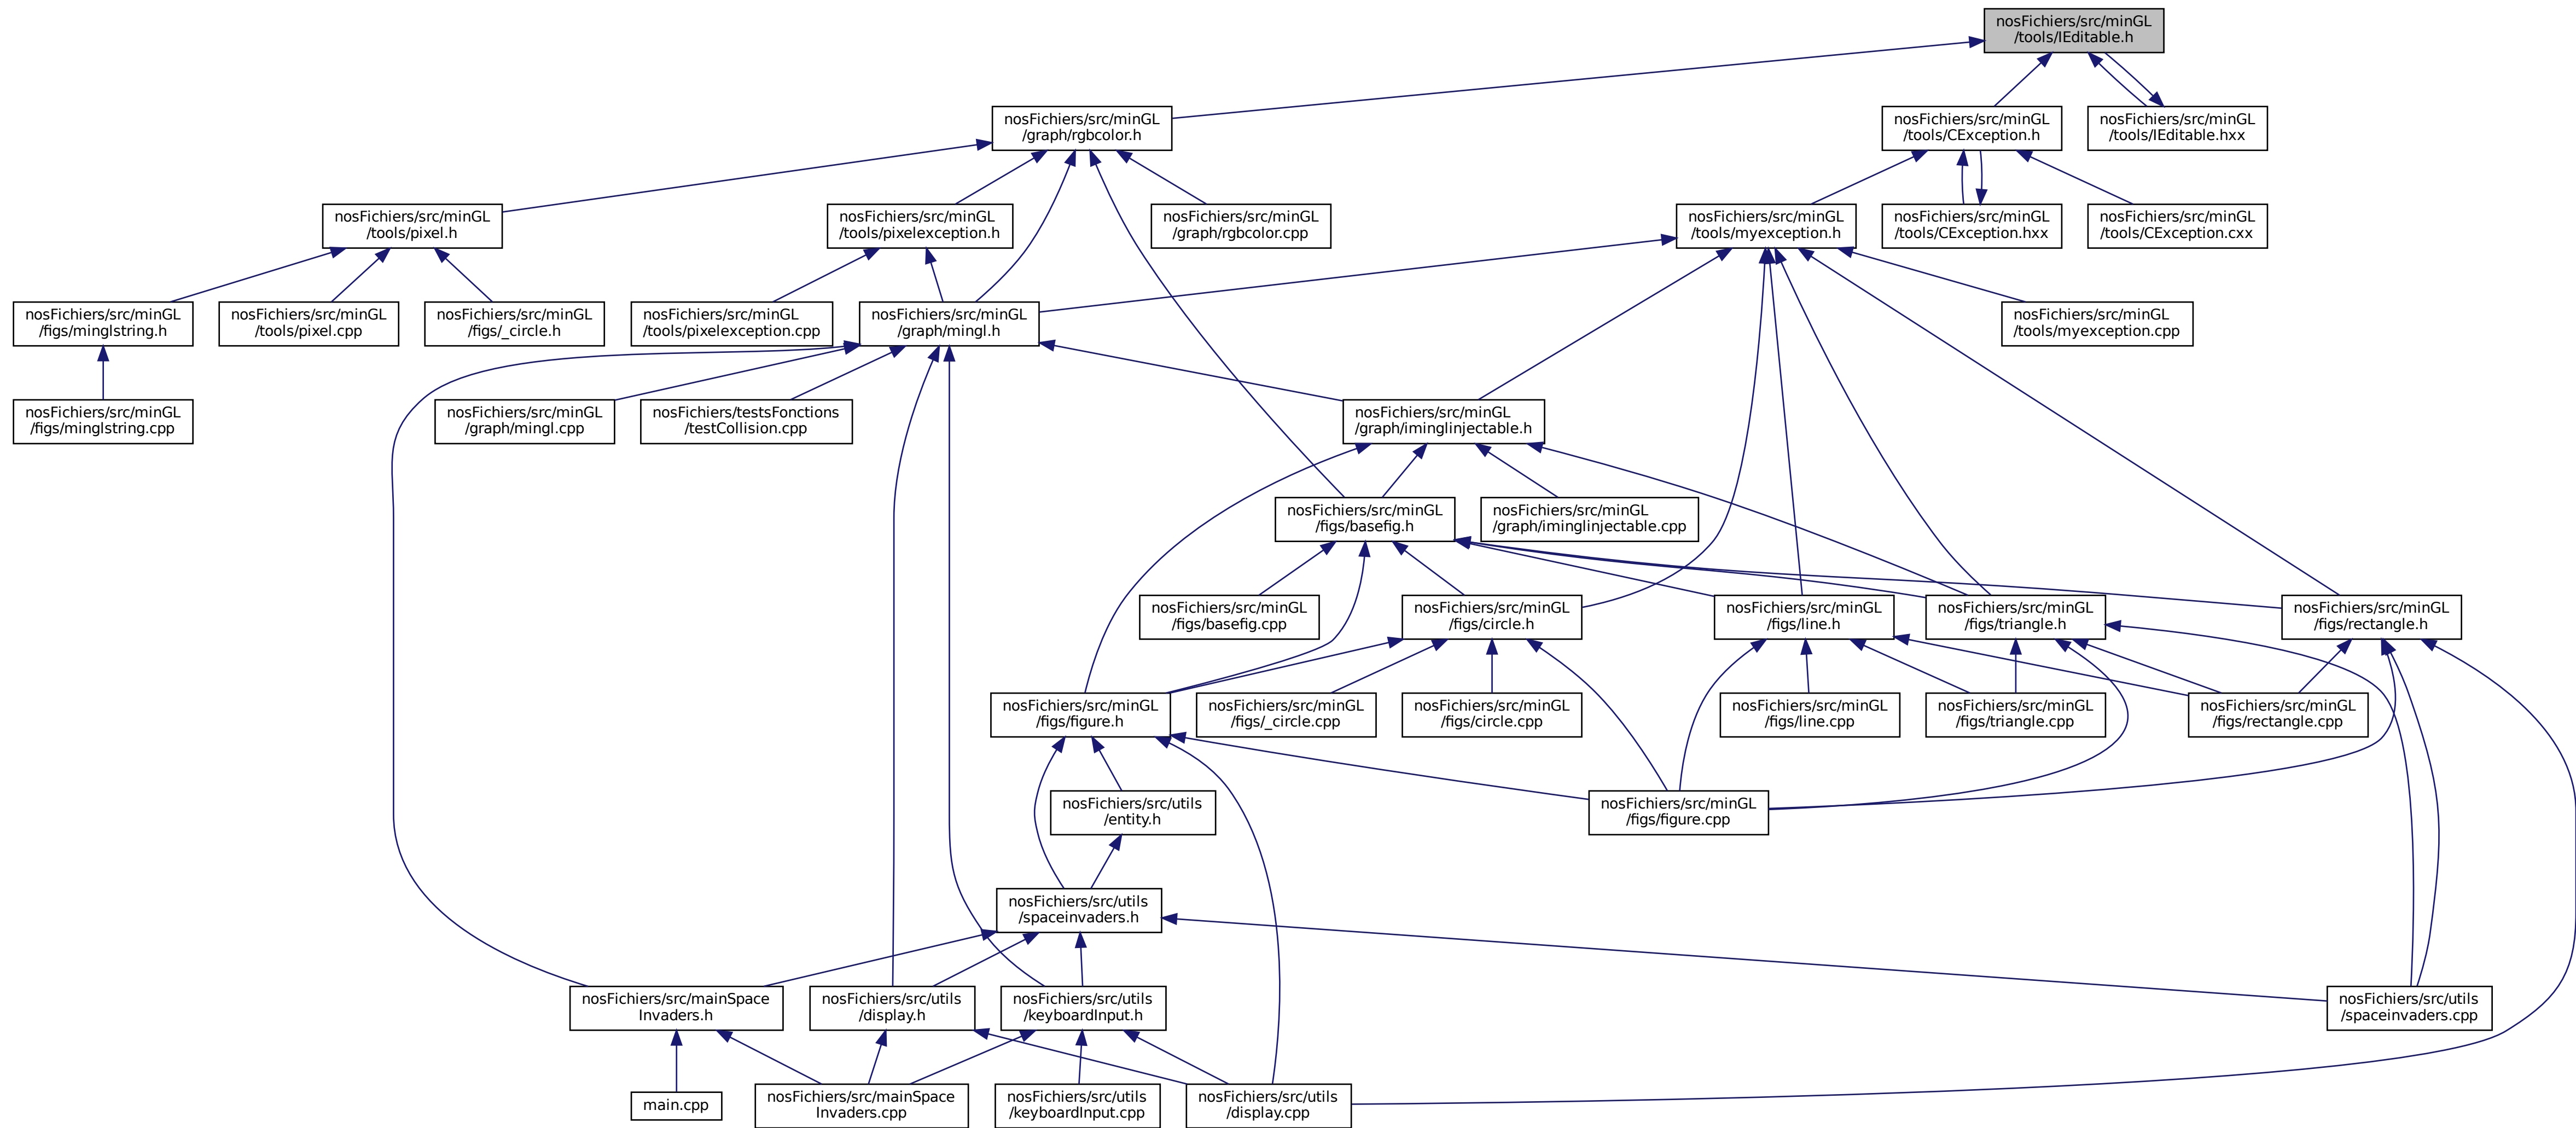 nosFichiers/src/minGL
/tools/IEditable.h
nosFichiers/src/minGL
/graph/rgbcolor.h
nosFichiers/src/minGL
/tools/CException.h
nosFichiers/src/minGL
/tools/IEditable.hxx
nosFichiers/src/minGL
/tools/pixel.h
nosFichiers/src/minGL
/tools/pixelexception.h
nosFichiers/src/minGL
/graph/rgbcolor.cpp
nosFichiers/src/minGL
/tools/myexception.h
nosFichiers/src/minGL
/tools/CException.hxx
nosFichiers/src/minGL
/tools/CException.cxx
nosFichiers/src/minGL
/figs/minglstring.h
nosFichiers/src/minGL
/tools/pixel.cpp
nosFichiers/src/minGL
/figs/_circle.h
nosFichiers/src/minGL
/tools/pixelexception.cpp
nosFichiers/src/minGL
/graph/mingl.h
nosFichiers/src/minGL
/tools/myexception.cpp
nosFichiers/src/minGL
/figs/minglstring.cpp
nosFichiers/src/minGL
/graph/mingl.cpp
nosFichiers/testsFonctions
/testCollision.cpp
nosFichiers/src/minGL
/graph/iminglinjectable.h
nosFichiers/src/minGL
/figs/basefig.h
nosFichiers/src/minGL
/graph/iminglinjectable.cpp
nosFichiers/src/minGL
/figs/basefig.cpp
nosFichiers/src/minGL
/figs/circle.h
nosFichiers/src/minGL
/figs/line.h
nosFichiers/src/minGL
/figs/triangle.h
nosFichiers/src/minGL
/figs/rectangle.h
nosFichiers/src/minGL
/figs/figure.h
nosFichiers/src/minGL
/figs/_circle.cpp
nosFichiers/src/minGL
/figs/circle.cpp
nosFichiers/src/minGL
/figs/line.cpp
nosFichiers/src/minGL
/figs/triangle.cpp
nosFichiers/src/minGL
/figs/rectangle.cpp
nosFichiers/src/utils
/entity.h
nosFichiers/src/minGL
/figs/figure.cpp
nosFichiers/src/utils
/spaceinvaders.h
nosFichiers/src/mainSpace
Invaders.h
nosFichiers/src/utils
/display.h
nosFichiers/src/utils
/keyboardInput.h
nosFichiers/src/utils
/spaceinvaders.cpp
main.cpp
nosFichiers/src/mainSpace
Invaders.cpp
nosFichiers/src/utils
/keyboardInput.cpp
nosFichiers/src/utils
/display.cpp